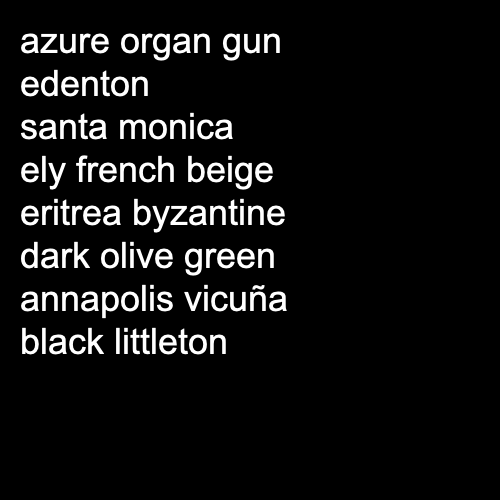 azure organ gun
edenton
santa monica
ely french beige
eritrea byzantine
dark olive green
annapolis vicuña
black littleton